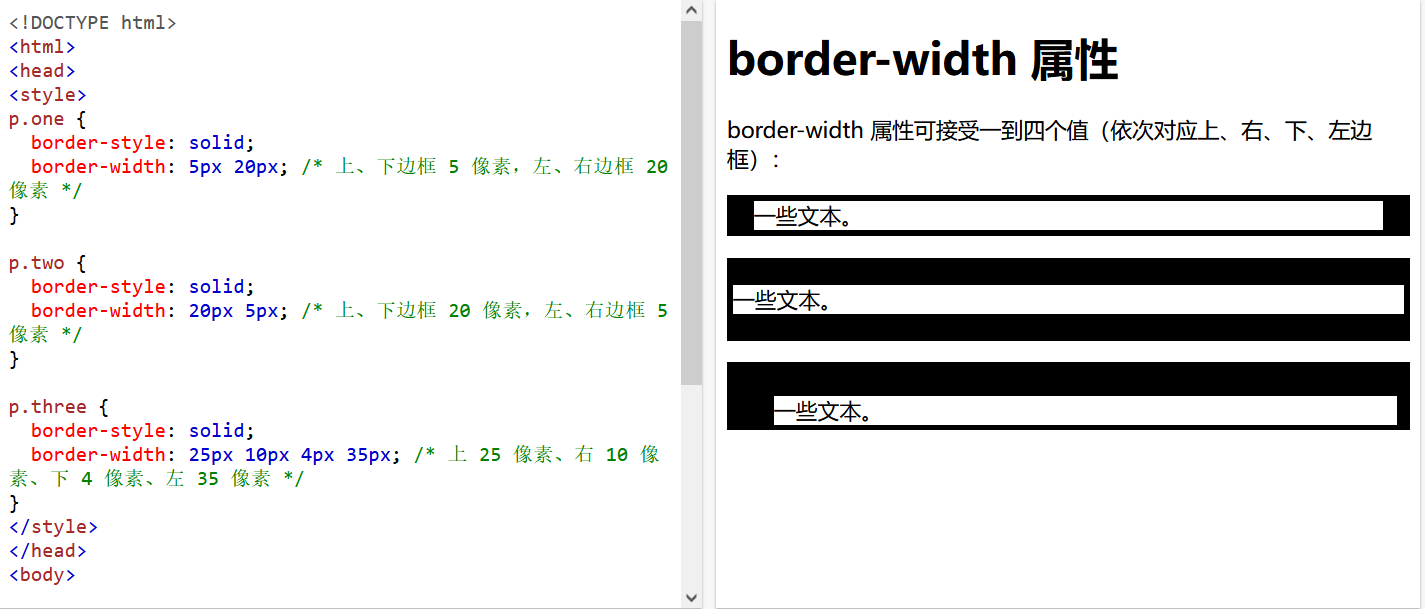 <!DOCTYPE html>
<html>
<head>
<style>
p.one {
  border-style: solid;
  border-width: 5px 20px; /* 上、下边框 5 像素，左、右边框 20
像素 */
}

p.two {
  border-style: solid;
  border-width: 20px 5px; /* 上、下边框 20 像素，左、右边框 5
像素 */
}

p.three {
  border-style: solid;
  border-width: 25px 10px 4px 35px; /* 上 25 像素、右 10 像
素、下 4 像素、左 35 像素 */
}
</style>
</head>
<body>
border-width 属性
border-width 属性可接受一到四个值（依次对应上、右、下、左边
框）：
一些文本。
一些文本。
一些文本。